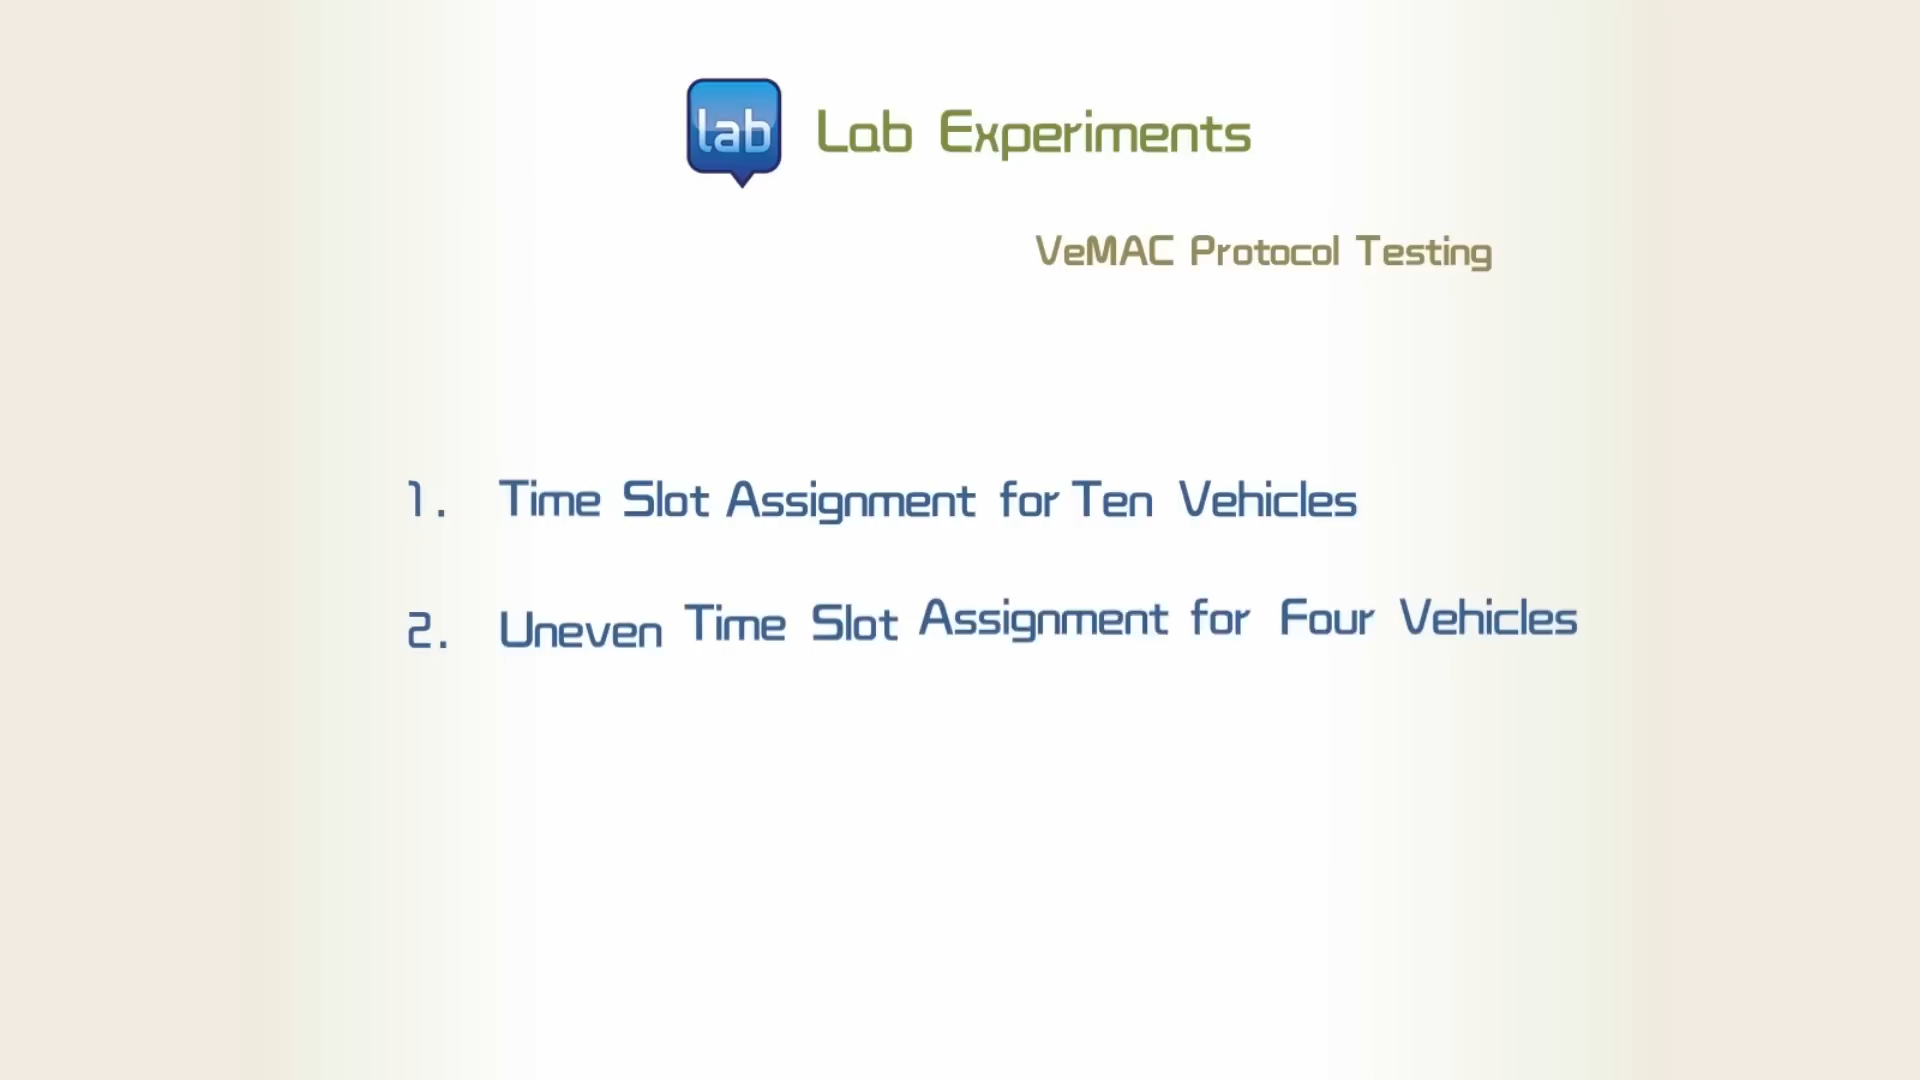 lab Lab Experiments
VeMAC Protocol Testing
1. Time Slot Assignment for Ten Vehicles
2. Uneven Time Slot Assignment for Four Vehicles